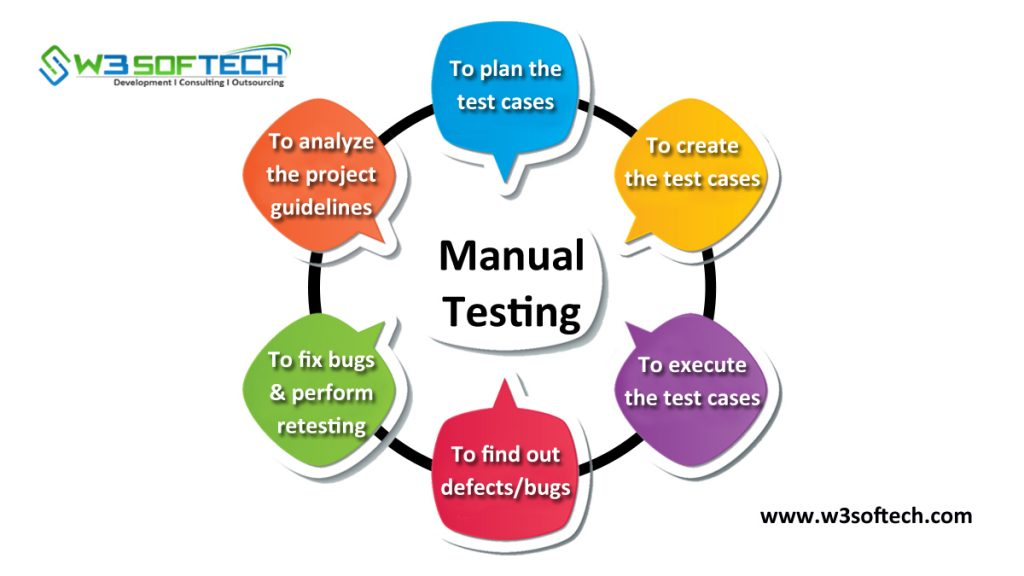 W3SOFTECH
Development I Consulting I Outsourcing
To plan the
test cases
To create
the test cases
To execute
the test cases
To find out
defects/bugs
To fix bugs
& perform
retesting
To analyze
the project
guidelines
Manual
Testing
www.w3softech.com